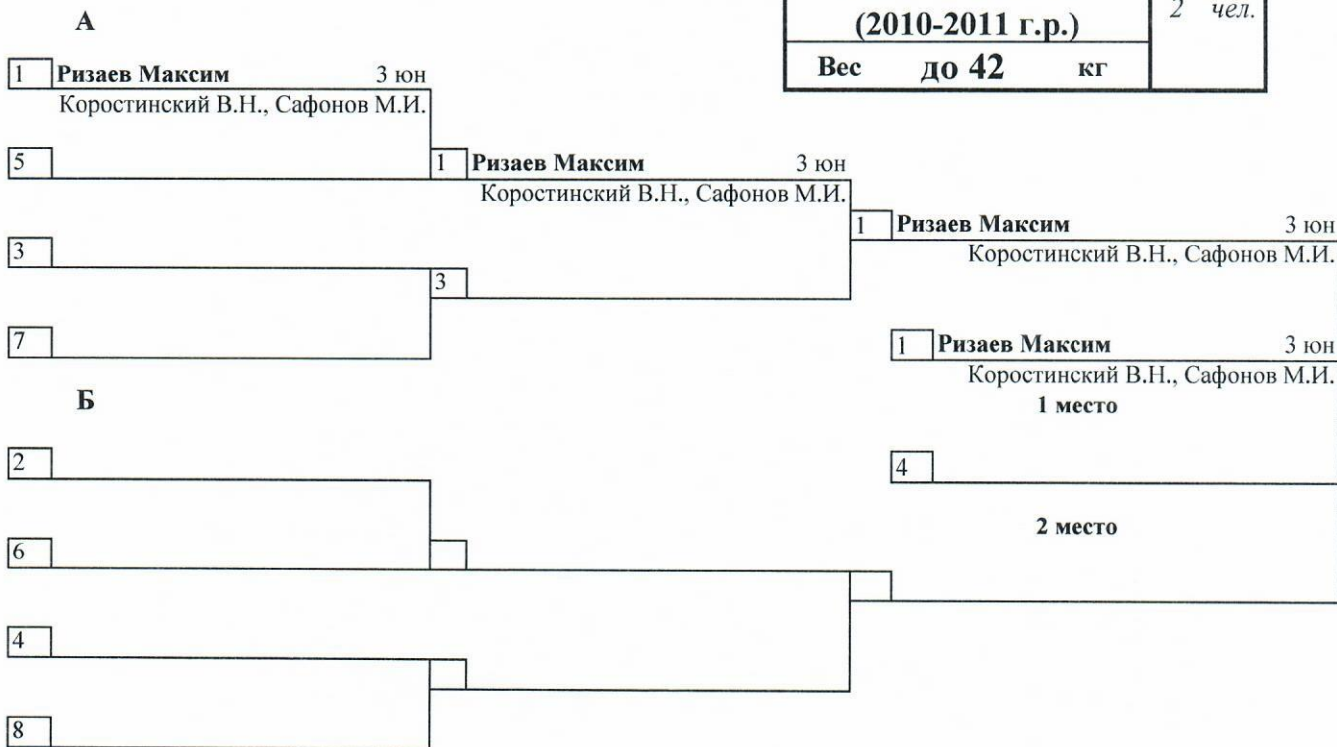 2 чел.
(2010-2011 г.р.)
Вес до 42 кг
А
1 Ризаев Максим 3 юн
Коростинский В.Н., Сафонов М.И.
5
1 Ризаев Максим 3 юн
Коростинский В.Н., Сафонов М.И.
1 Ризаев Максим 3 юн
Коростинский В.Н., Сафонов М.И.
3
3
7
1 Ризаев Максим 3 юн
Коростинский В.Н., Сафонов М.И.
1 место
Б
2
4
2 место
6
4
8